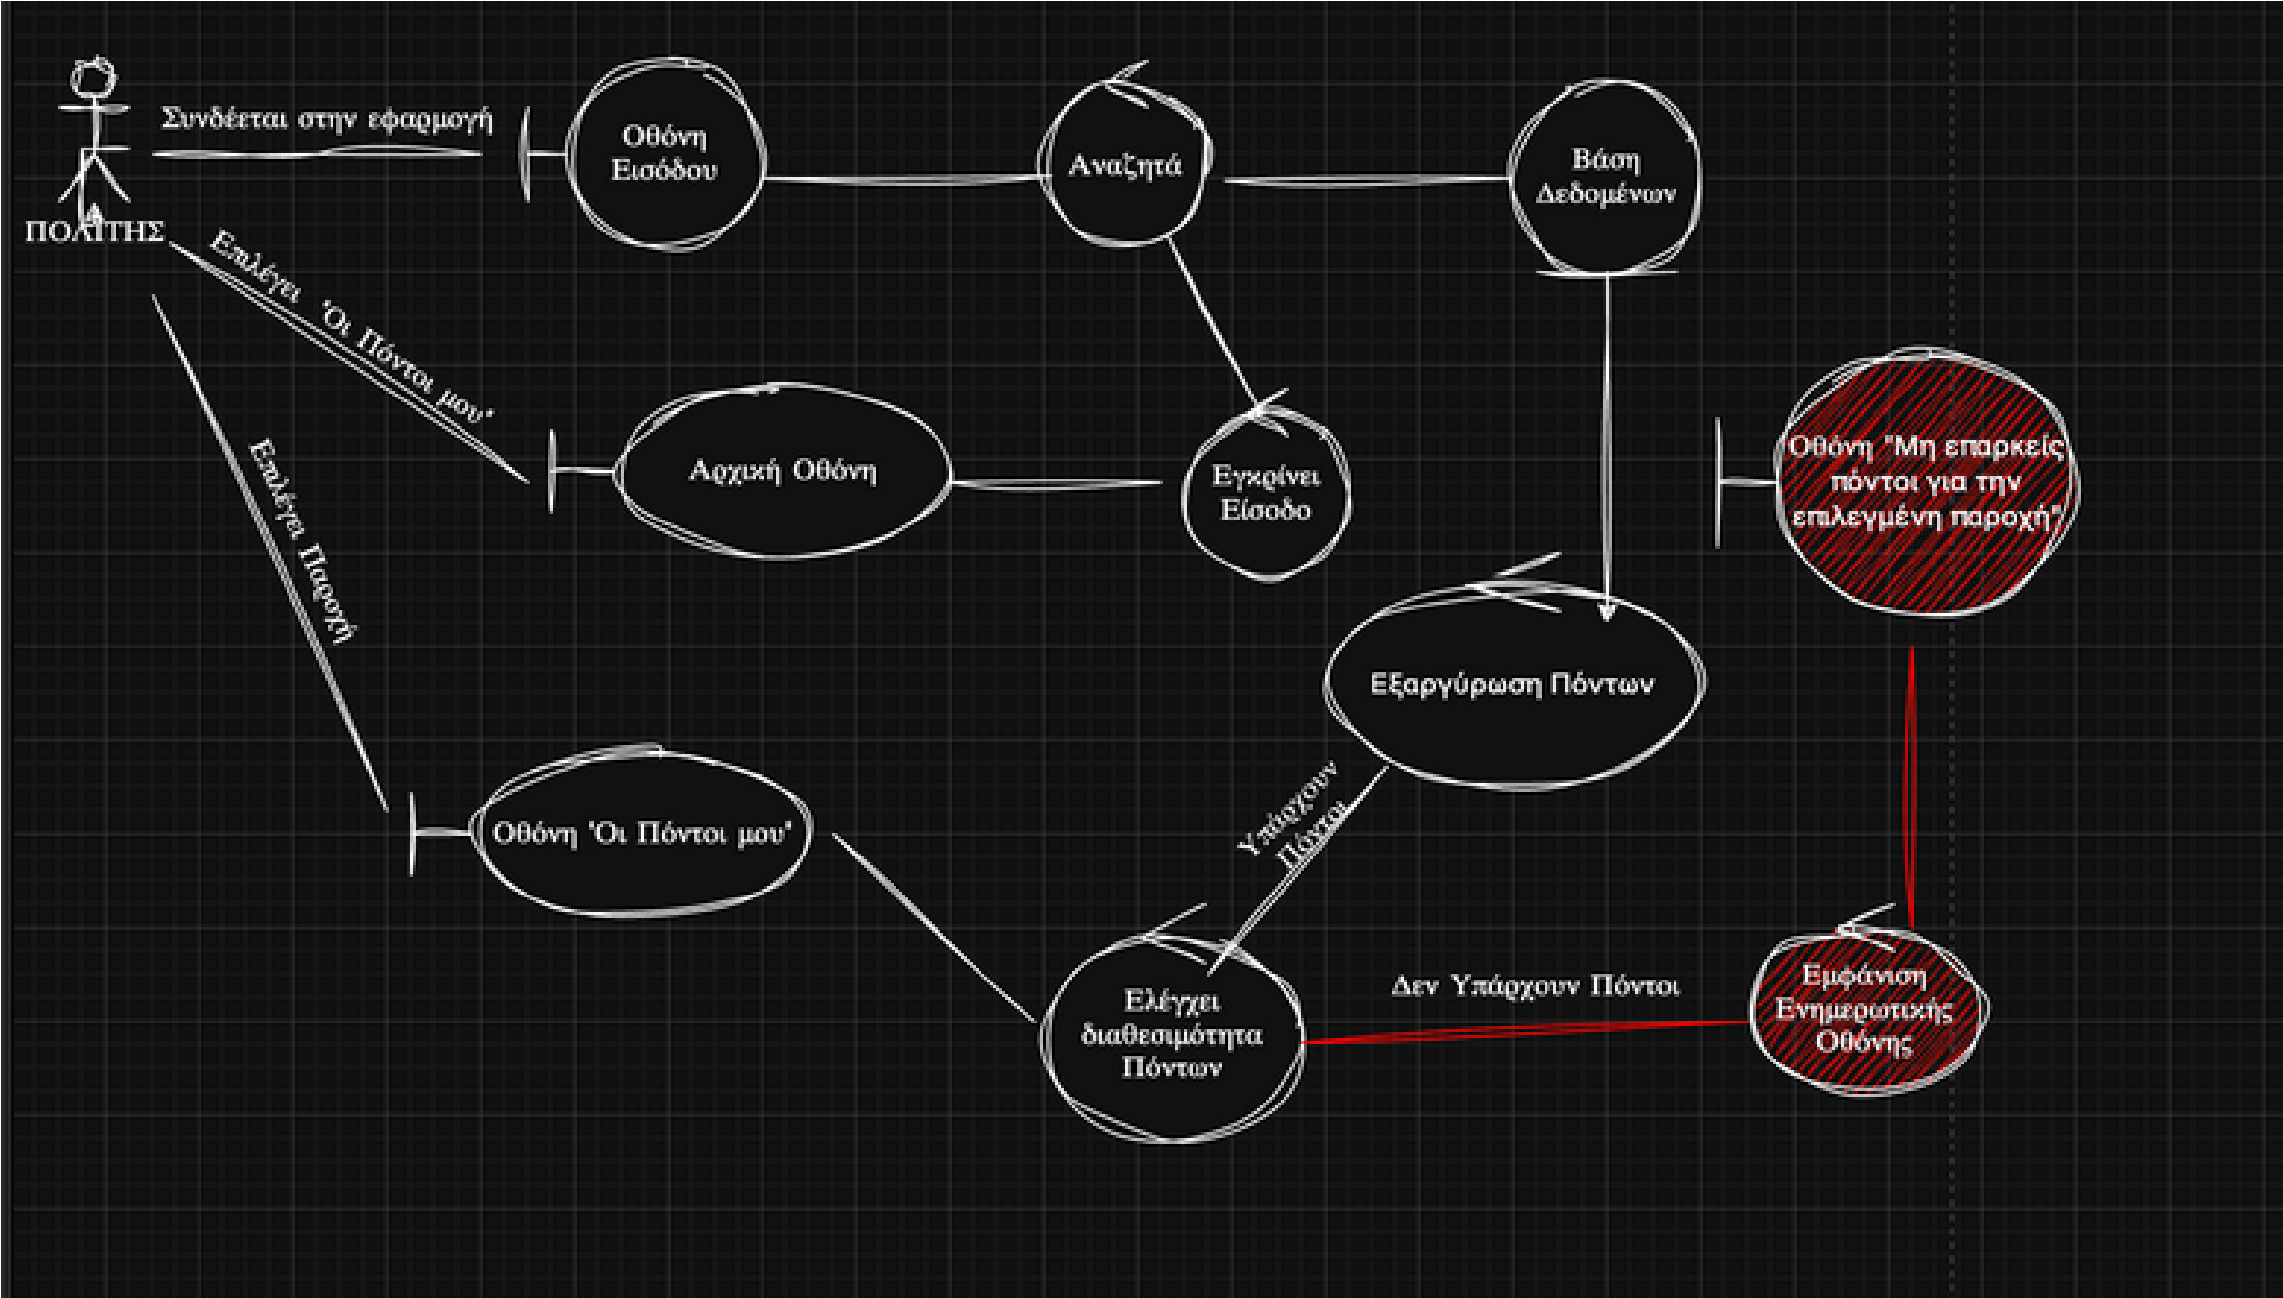 Συνδέεται στην εφαρμογή
Οθόνη
Εισόδου
Αναζητά
Βάση
Δεδομένων
ΠΟΛΙΤΗΣ
Επιλέγει 'Οι Πόντοι μου'
Αρχική Οθόνη
Εγκρίνει
Είσοδο
Οθόνη "Μη επαρκείς
πόντοι για την
επιλεγμένη παροχή"
Επιλέγει Παροχή
Εξαργύρωση Πόντων
Υπάρχουν
Πόντοι
Οθόνη 'Οι Πόντοι μου'
Ελέγχει
διαθεσιμότητα
Πόντων
Δεν Υπάρχουν Πόντοι
Εμφάνιση
Ενημερωτικής
Οθόνης